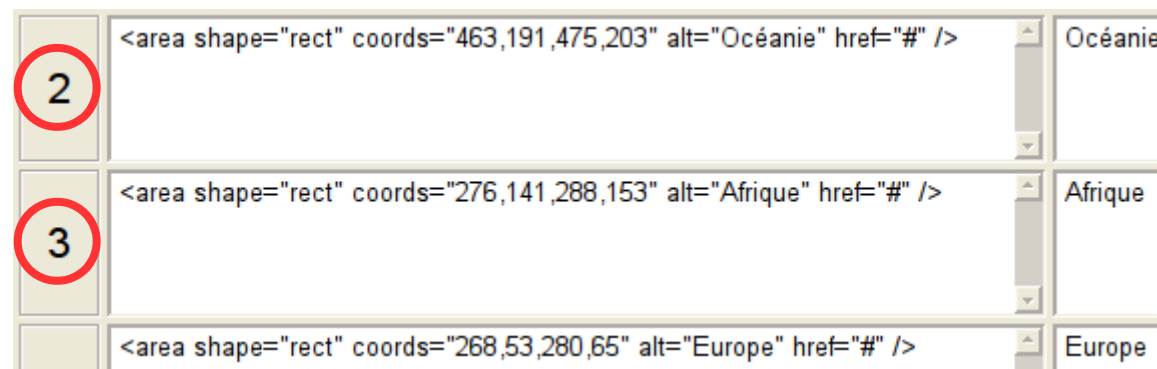 2
<area shape="rect" coords="463,191,475,203" alt="Océanie" href="#" />
Océanie
3
<area shape="rect" coords="276,141,288,153" alt="Afrique" href="#" />
Afrique
<area shape="rect" coords="268,53,280,65" alt="Europe" href="#" />
Europe